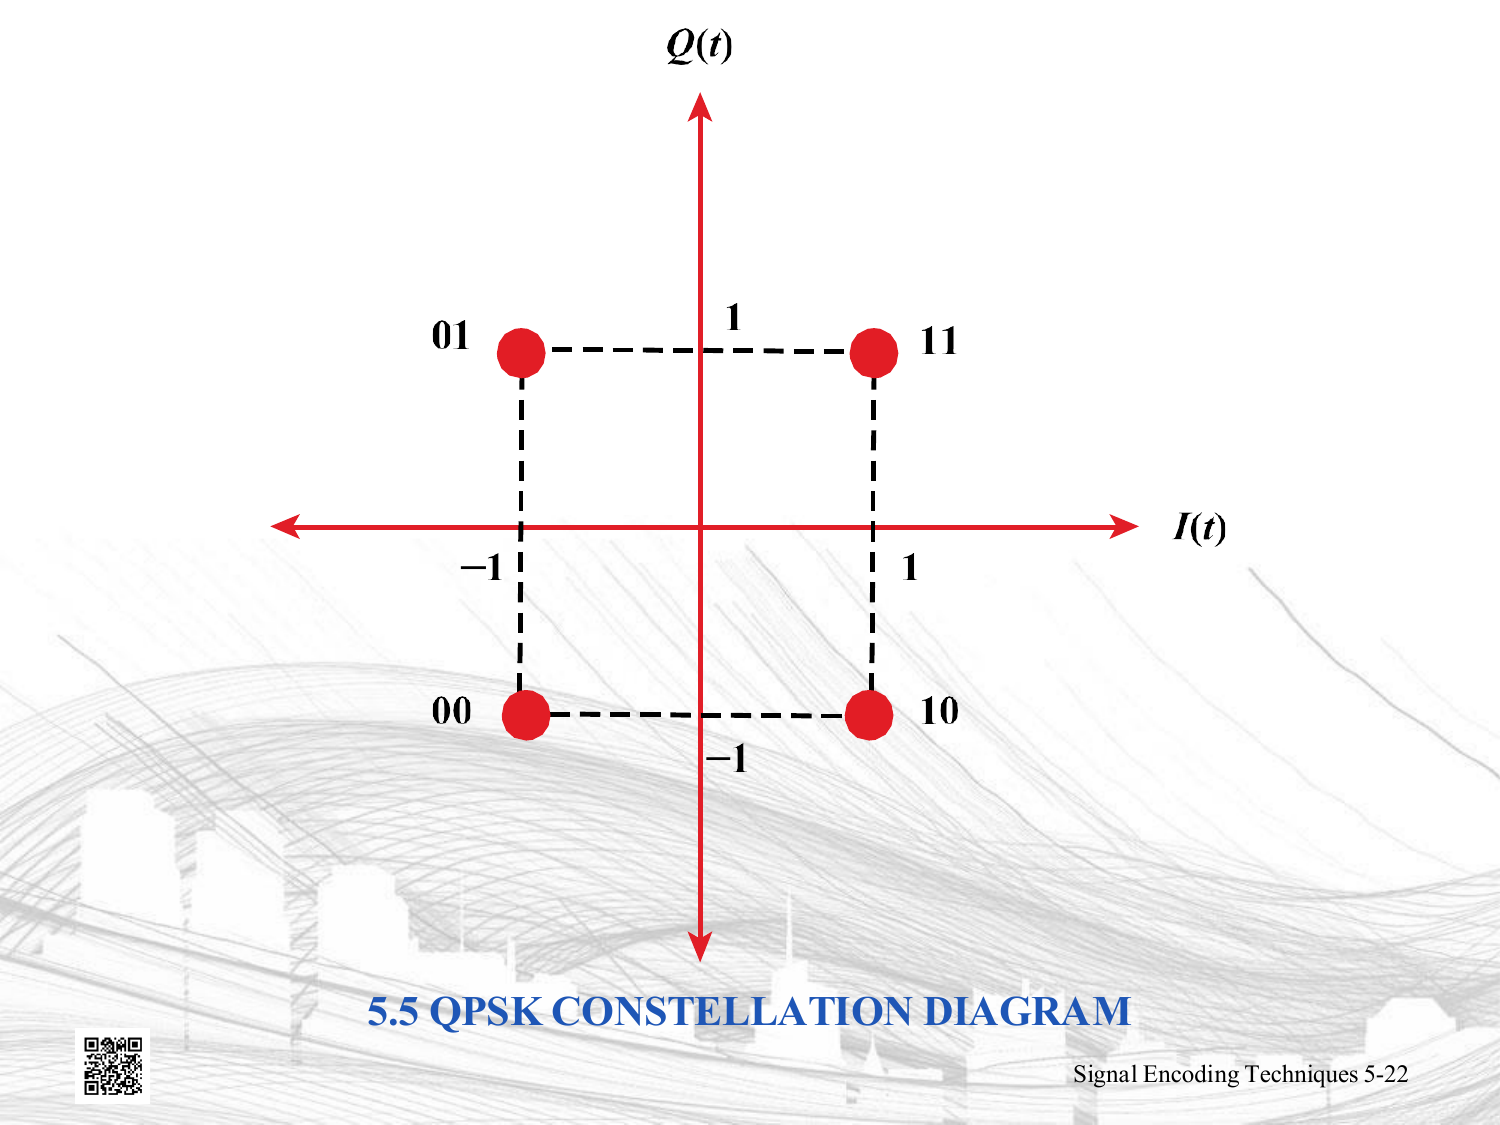 Q(t)
1
01
11
I(t)
–1
1
00
10
–1
5.5 QPSK CONSTELLATION DIAGRAM
Signal Encoding Techniques 5-22